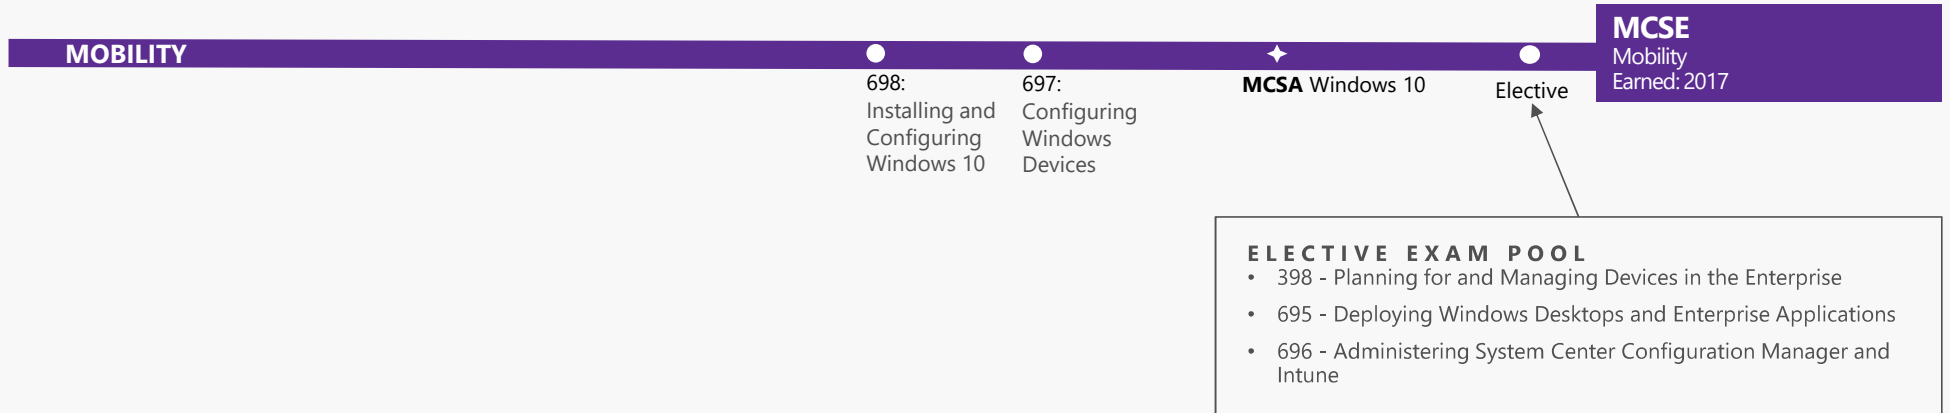 MOBILITY
MCSE
Mobility
Earned: 2017
698:
Installing and
Configuring
Windows 10
697:
Configuring
Windows
Devices
MCSA Windows 10
Elective
ELECTIVE EXAM POOL
• 398 - Planning for and Managing Devices in the Enterprise
• 695 - Deploying Windows Desktops and Enterprise Applications
• 696 - Administering System Center Configuration Manager and
Intune